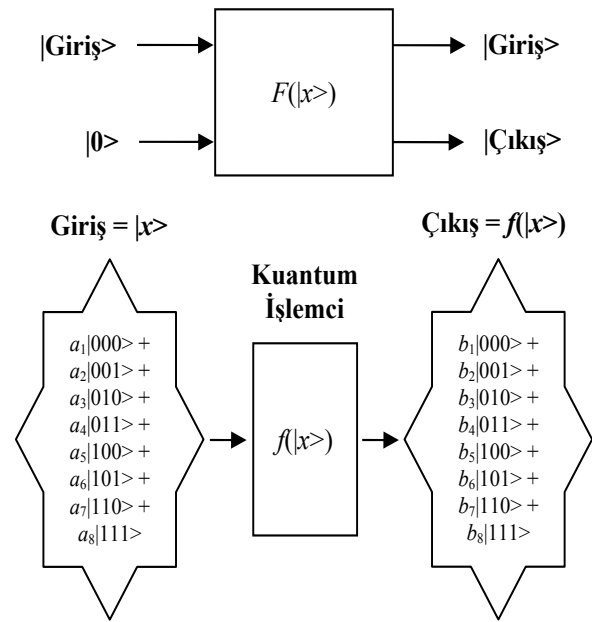 |Giriş>
|Giriş>
F(|x>)
|0>
|Çıkış>
Giriş = |x>
Çıkış = f(|x>)
Kuantum
İşlemci
a₁|000> +
a₂|001> +
a₃|010> +
a₄|011> +
a₅|100> +
a₆|101> +
a₇|110> +
a₈|111>
f(|x>)
b₁|000> +
b₂|001> +
b₃|010> +
b₄|011> +
b₅|100> +
b₆|101> +
b₇|110> +
b₈|111>